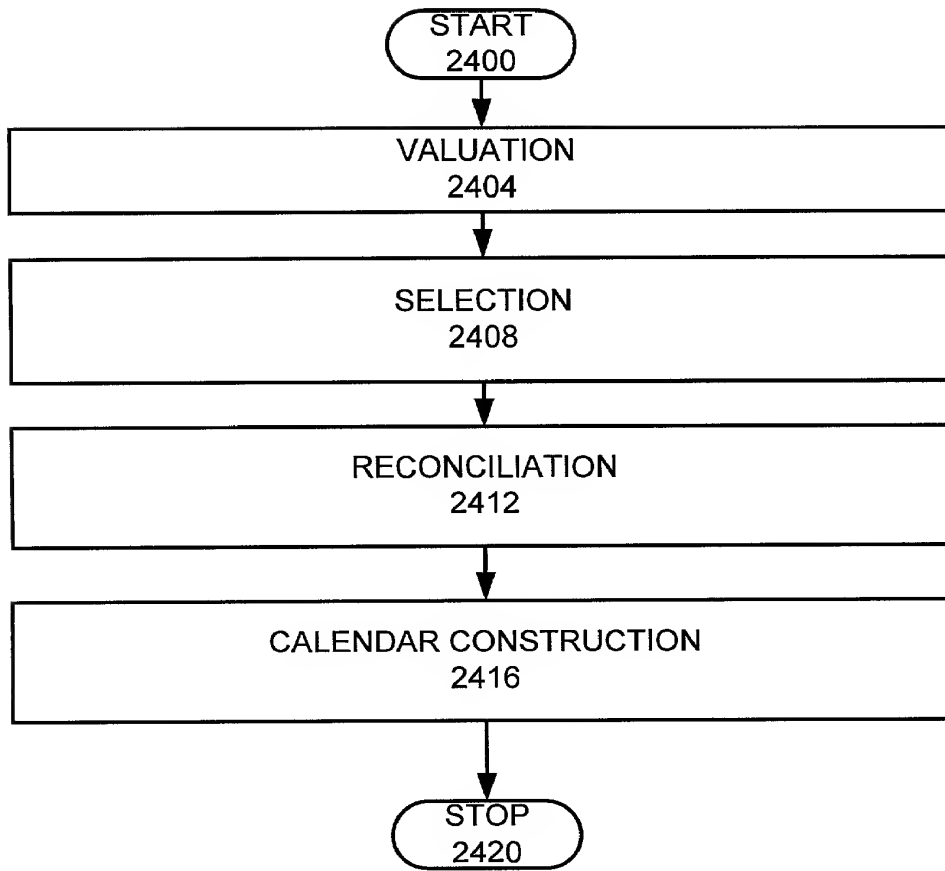 START
2400
VALUATION
2404
SELECTION
2408
RECONCILIATION
2412
CALENDAR CONSTRUCTION
2416
STOP
2420